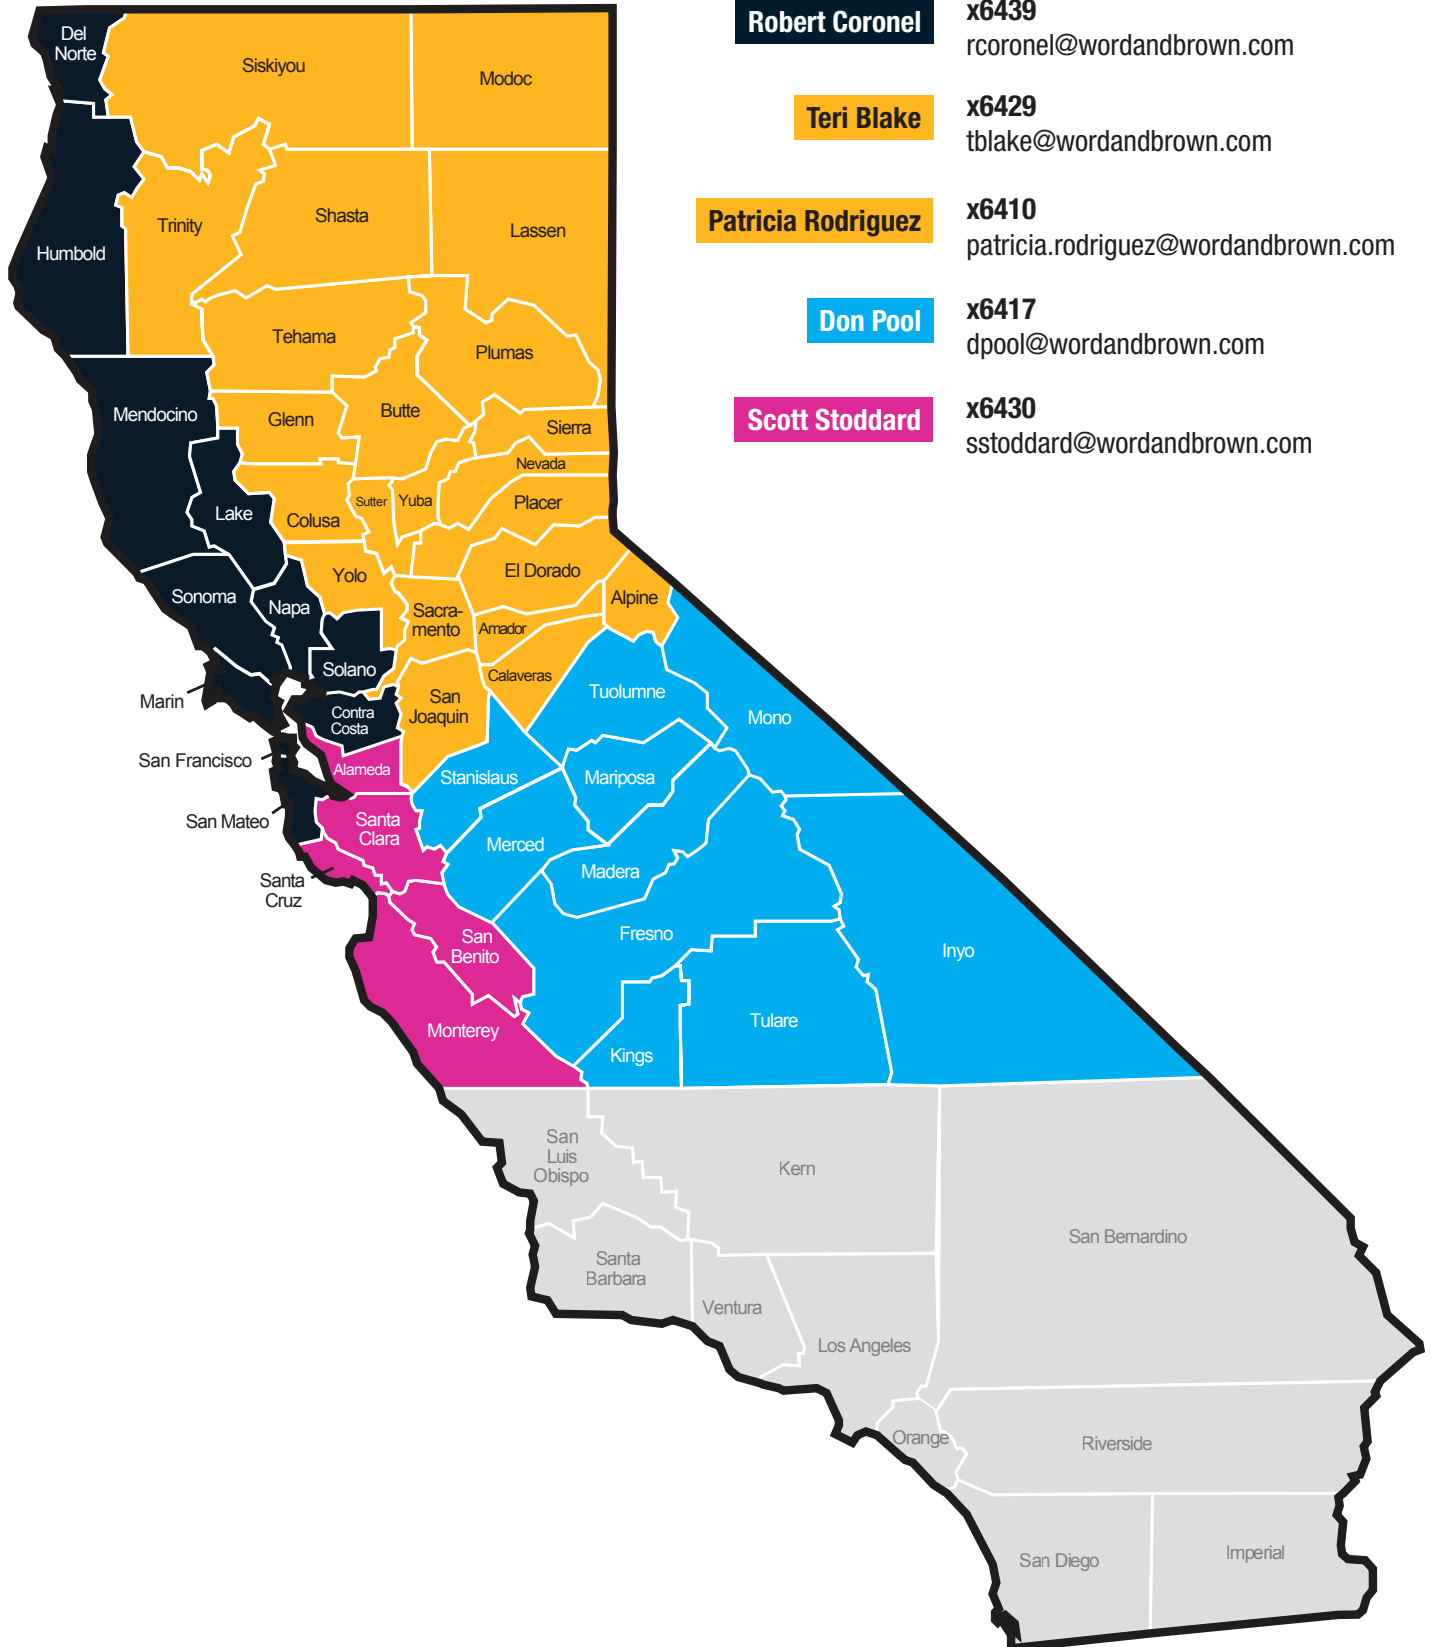 Robert Coronel
x6439
rcoronel@wordandbrown.com
Teri Blake
x6429
tblake@wordandbrown.com
Patricia Rodriguez
x6410
patricia.rodriguez@wordandbrown.com
Don Pool
x6417
dpool@wordandbrown.com
Scott Stoddard
x6430
sstoddard@wordandbrown.com
Del
Norte
Siskiyou
Modoc
Humbold
Trinity
Shasta
Lassen
Tehama
Plumas
Mendocino
Glenn
Butte
Sierra
Nevada
Lake
Colusa
Sutter
Yuba
Placer
Sonoma
Napa
Yolo
El Dorado
Alpine
Sacra-
mento
Amador
Solano
Calaveras
Marin
Contra
Costa
San
Joaquin
Tuolumne
Mono
San Francisco
Alameda
Stanislaus
Mariposa
San Mateo
Santa
Clara
Merced
Madera
Santa
Cruz
San
Benito
Fresno
Inyo
Monterey
Kings
Tulare
San
Luis
Obispo
Kern
San Bernardino
Santa
Barbara
Ventura
Los Angeles
Orange
Riverside
San Diego
Imperial